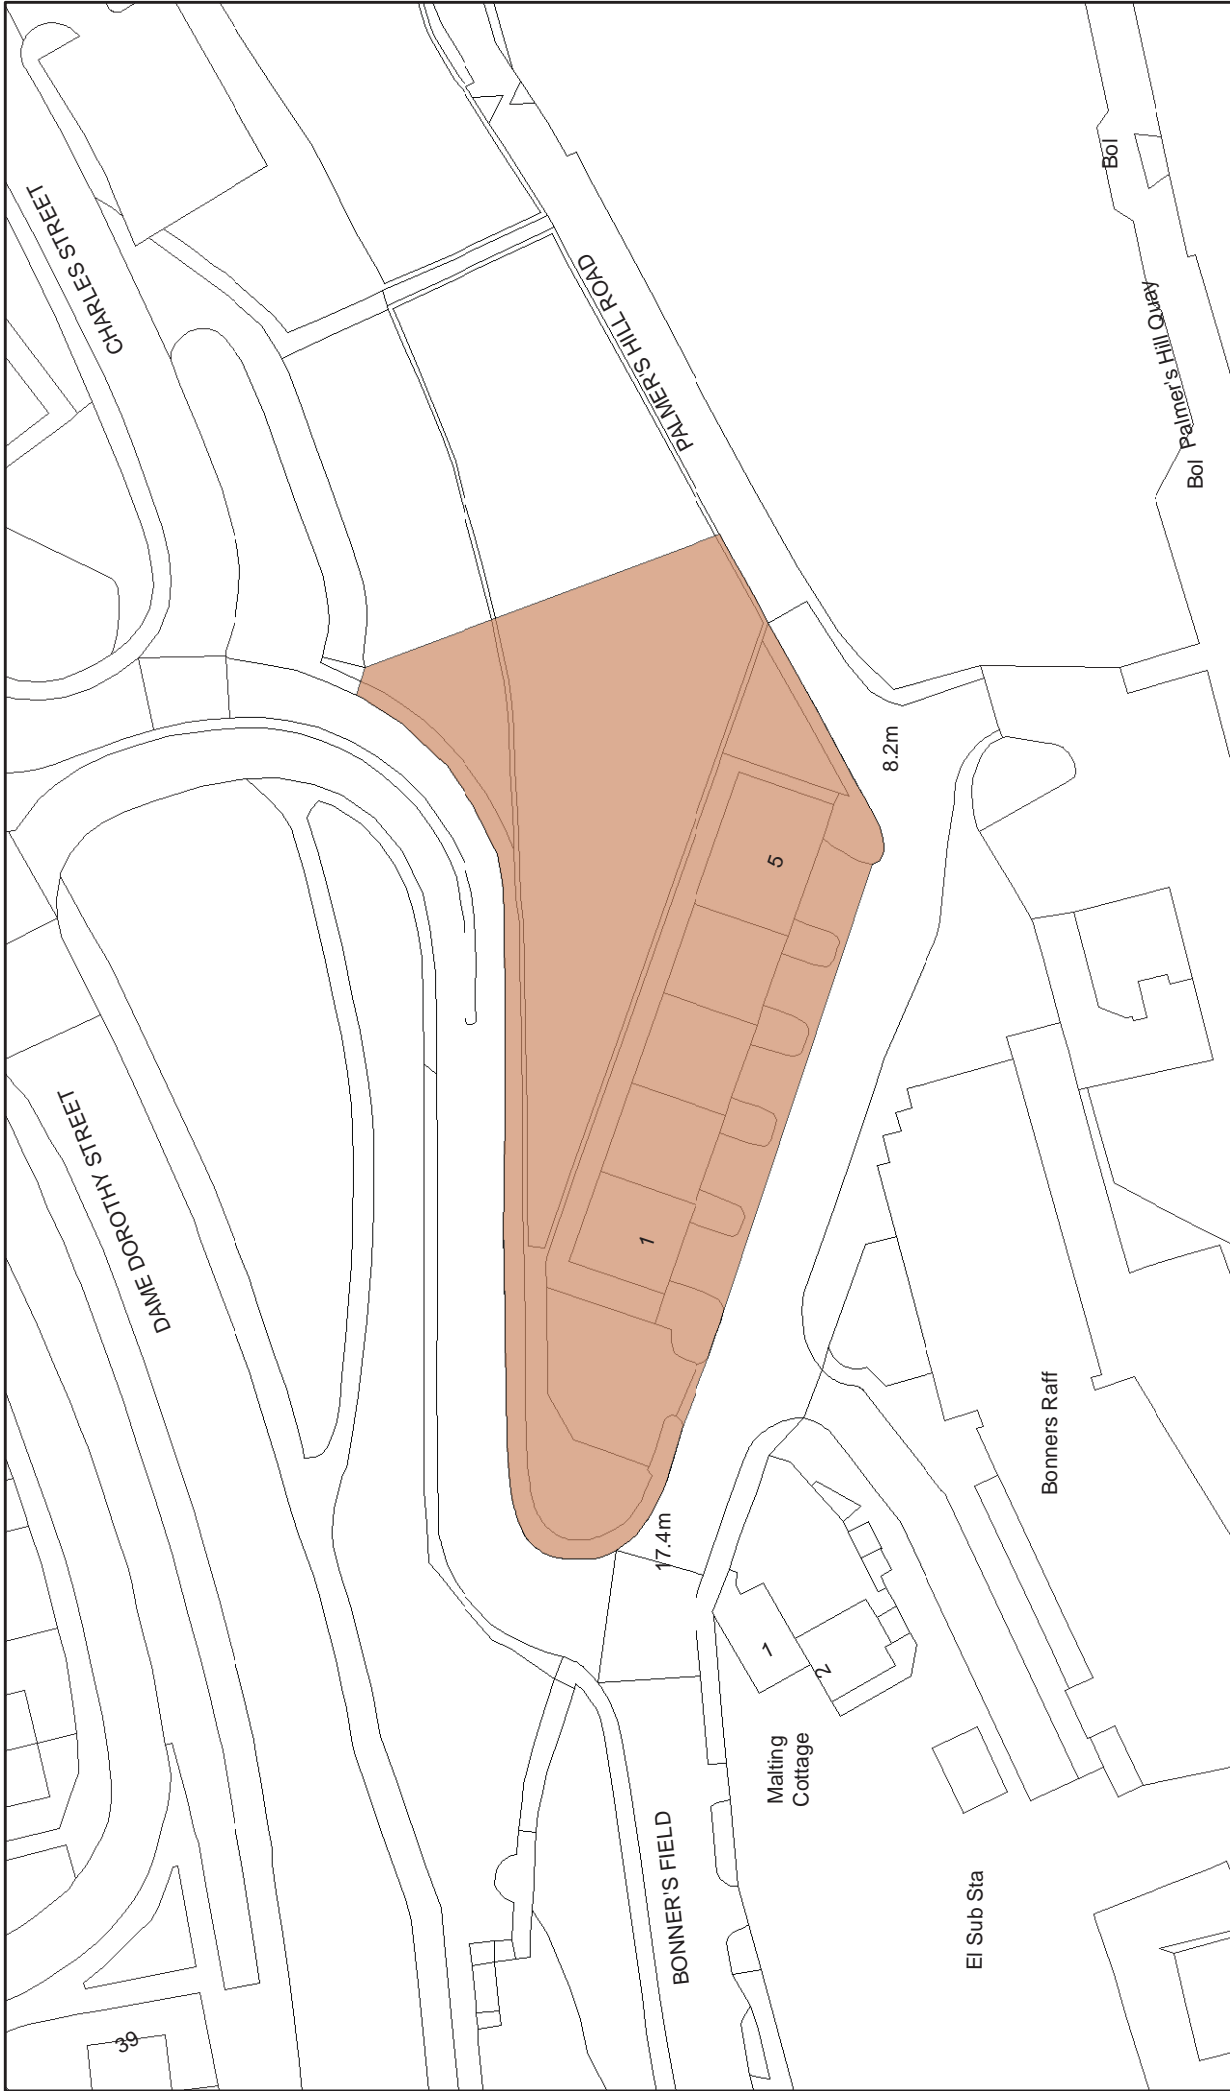 CHARLES STREET
PALMER'S HILL ROAD
Bol
Palmer's Hill Quay
Bol
8.2m
5
DAME DOROTHY STREET
1
17.4m
Bonners Raff
1
2
Malting
Cottage
BONNER'S FIELD
El Sub Sta
39